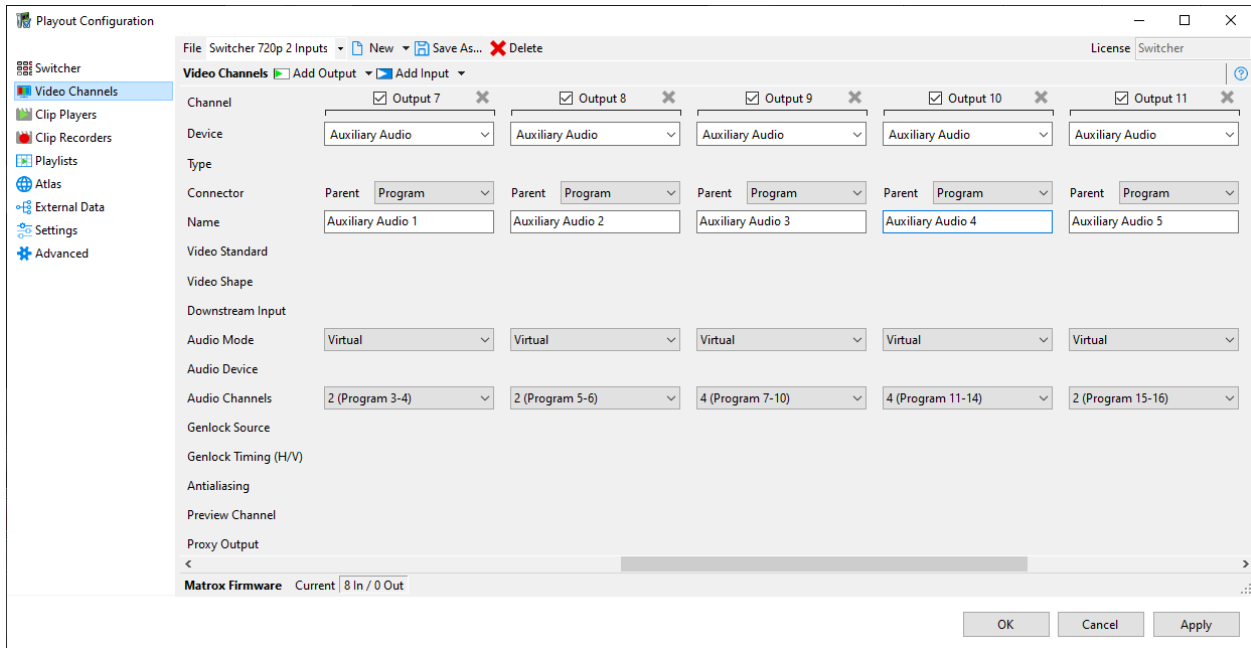 Playout Configuration
File Switcher 720p 2 Inputs New Save As... Delete License Switcher
Switcher
Video Channels
Clip Players
Clip Recorders
Playlists
Atlas
External Data
Settings
Advanced
Video Channels Add Output Add Input
Channel Output 7 Output 8 Output 9 Output 10 Output 11
Device Auxiliary Audio Auxiliary Audio Auxiliary Audio Auxiliary Audio Auxiliary Audio
Type
Connector Parent Program Parent Program Parent Program Parent Program Parent Program
Name Auxiliary Audio 1 Auxiliary Audio 2 Auxiliary Audio 3 Auxiliary Audio 4 Auxiliary Audio 5
Video Standard
Video Shape
Downstream Input
Audio Mode Virtual Virtual Virtual Virtual Virtual
Audio Device
Audio Channels 2 (Program 3-4) 2 (Program 5-6) 4 (Program 7-10) 4 (Program 11-14) 2 (Program 15-16)
Genlock Source
Genlock Timing (H/V)
Antialiasing
Preview Channel
Proxy Output
Matrox Firmware Current 8 In / 0 Out
OK Cancel Apply